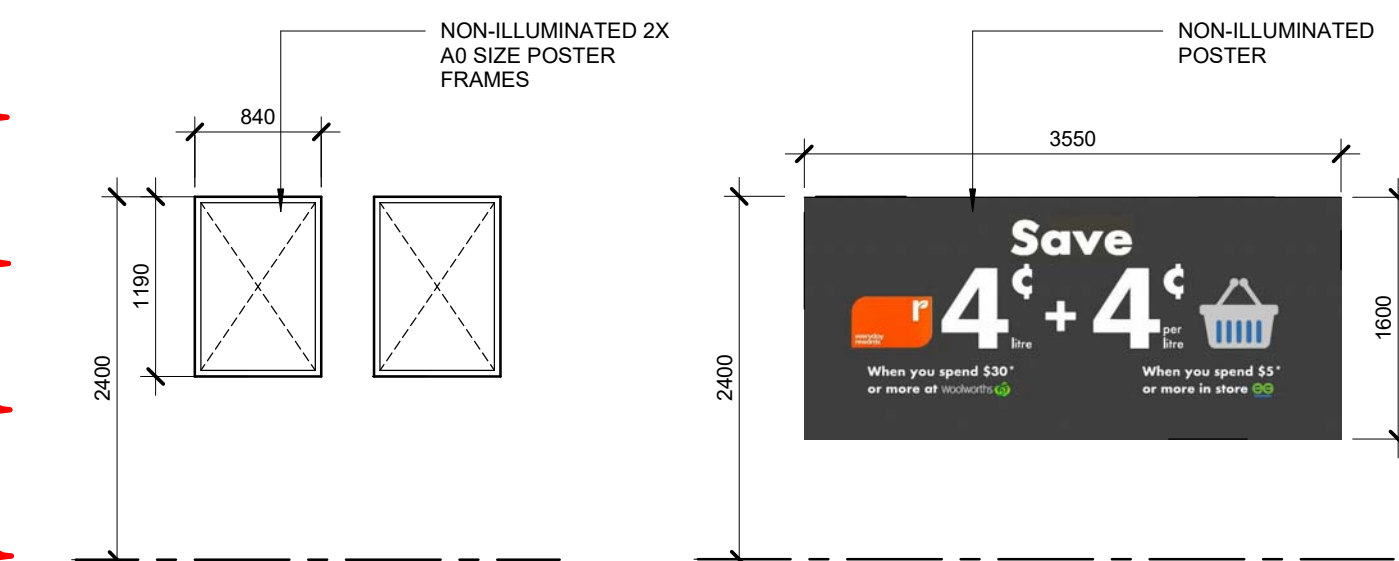 NON-ILLUMINATED 2X
A0 SIZE POSTER
FRAMES
840
1190
2400
NON-ILLUMINATED
POSTER
3550
2400
1600
Save
r 4¢ + 4¢
everyday
rewards
litre
per
litre
When you spend $30*
or more at Woolworths
When you spend $5*
or more in store